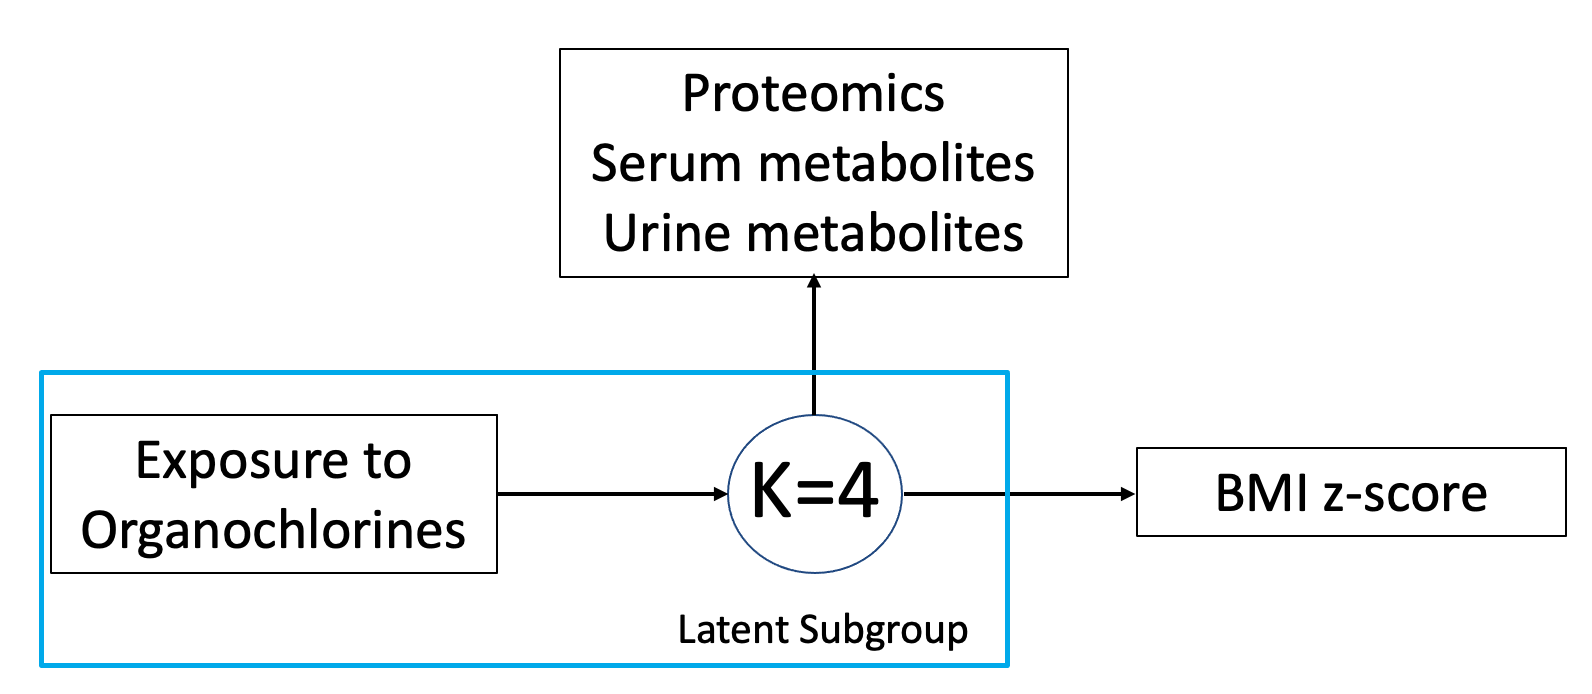 Proteomics
Serum metabolites
Urine metabolites
Exposure to
Organochlorines
K=4
BMI z-score
Latent Subgroup